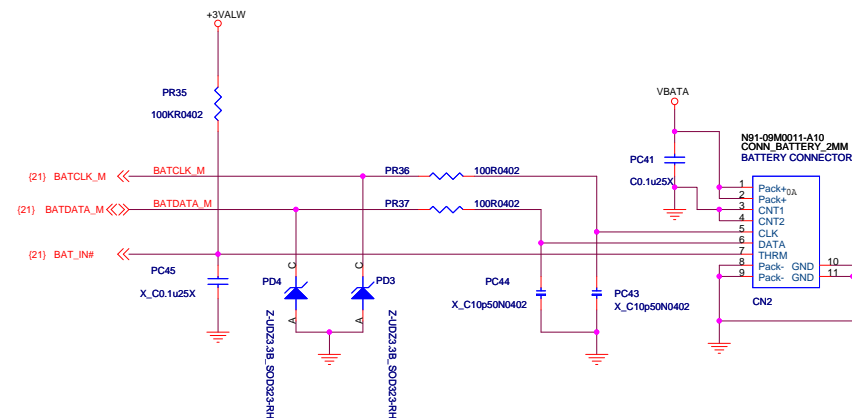 +3VALW
PR35
100KR0402
VBATA
N91-09M0011-A10
CONN_BATTERY_2MM
BATTERY CONNECTOR
PC41
C0.1u25X
{21} BATCLK_M
BATCLK_M
PR36
100R0402
{21} BATDATA_M
BATDATA_M
PR37
100R0402
{21} BAT_IN#
1 Pack+
2 Pack+
3 CNT1
4 CNT2
5 CLK
6 DATA
7 THRM
8 Pack- GND 10
9 Pack- GND 11
CN2
PC45
X_C0.1u25X
PD4
C
A
Z-UDZ3.3B_SOD323-RH
PD3
C
A
Z-UDZ3.3B_SOD323-RH
PC44
X_C10p50N0402
PC43
X_C10p50N0402